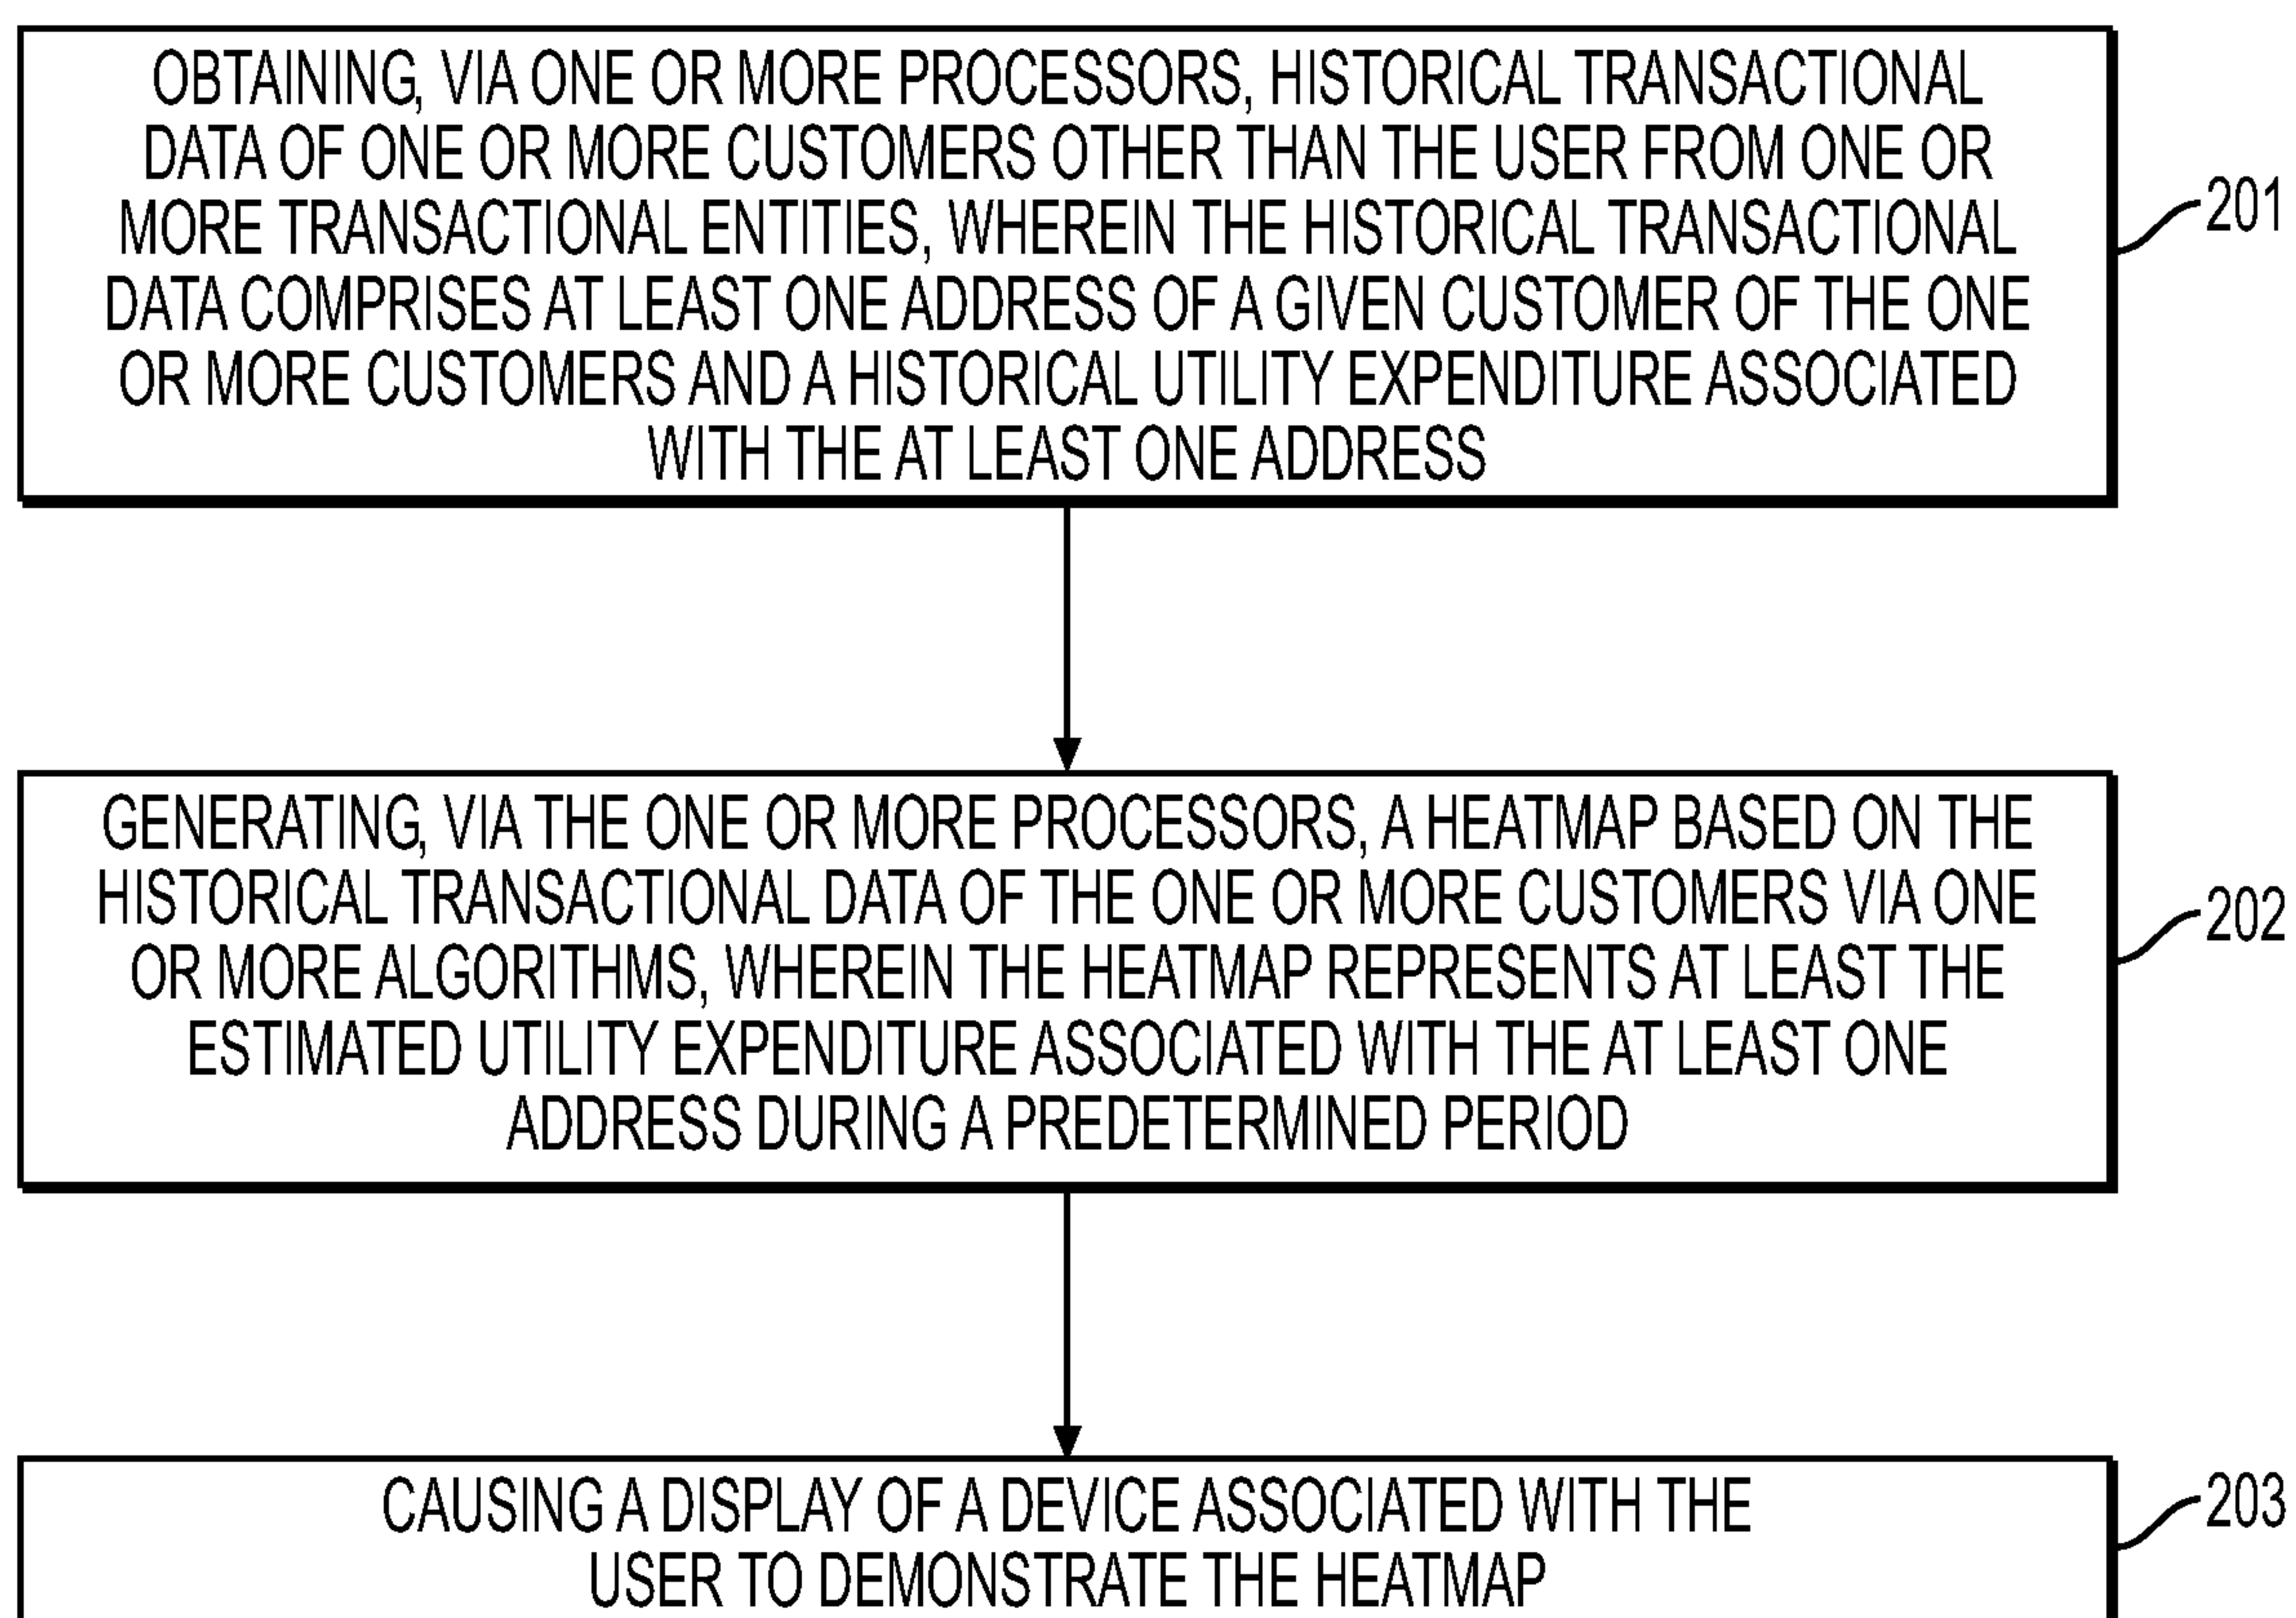 OBTAINING, VIA ONE OR MORE PROCESSORS, HISTORICAL TRANSACTIONAL
DATA OF ONE OR MORE CUSTOMERS OTHER THAN THE USER FROM ONE OR
MORE TRANSACTIONAL ENTITIES, WHEREIN THE HISTORICAL TRANSACTIONAL
DATA COMPRISES AT LEAST ONE ADDRESS OF A GIVEN CUSTOMER OF THE ONE
OR MORE CUSTOMERS AND A HISTORICAL UTILITY EXPENDITURE ASSOCIATED
WITH THE AT LEAST ONE ADDRESS
201
GENERATING, VIA THE ONE OR MORE PROCESSORS, A HEATMAP BASED ON THE
HISTORICAL TRANSACTIONAL DATA OF THE ONE OR MORE CUSTOMERS VIA ONE
OR MORE ALGORITHMS, WHEREIN THE HEATMAP REPRESENTS AT LEAST THE
ESTIMATED UTILITY EXPENDITURE ASSOCIATED WITH THE AT LEAST ONE
ADDRESS DURING A PREDETERMINED PERIOD
202
CAUSING A DISPLAY OF A DEVICE ASSOCIATED WITH THE
USER TO DEMONSTRATE THE HEATMAP
203